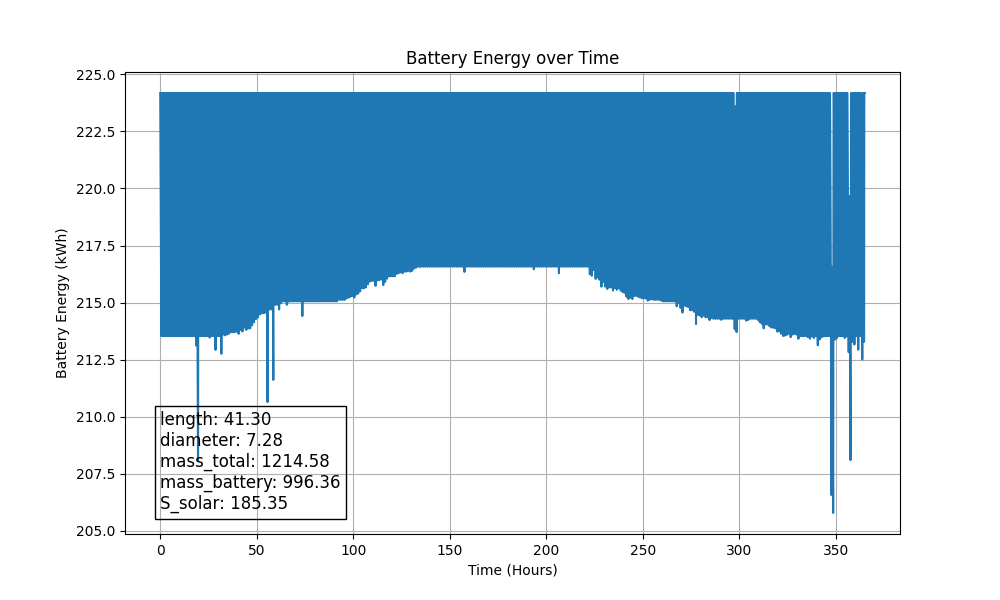 Battery Energy over Time
225.0
222.5
220.0
217.5
215.0
212.5
210.0
207.5
205.0
Battery Energy (kWh)
length: 41.30
diameter: 7.28
mass_total: 1214.58
mass_battery: 996.36
S_solar: 185.35
0 50 100 150 200 250 300 350
Time (Hours)